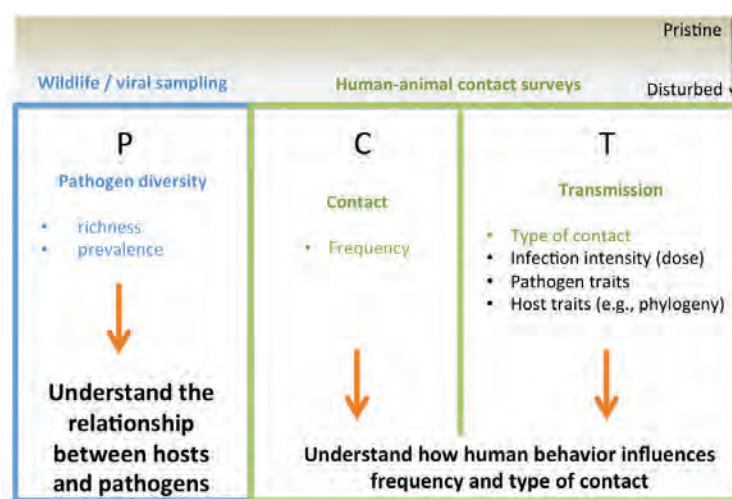 Pristine
Disturbed
Wildlife / viral sampling
Human-animal contact surveys
P
Pathogen diversity
• richness
• prevalence
Understand the
relationship
between hosts
and pathogens
C
Contact
• Frequency
T
Transmission
• Type of contact
• Infection intensity (dose)
• Pathogen traits
• Host traits (e.g., phylogeny)
Understand how human behavior influences
frequency and type of contact